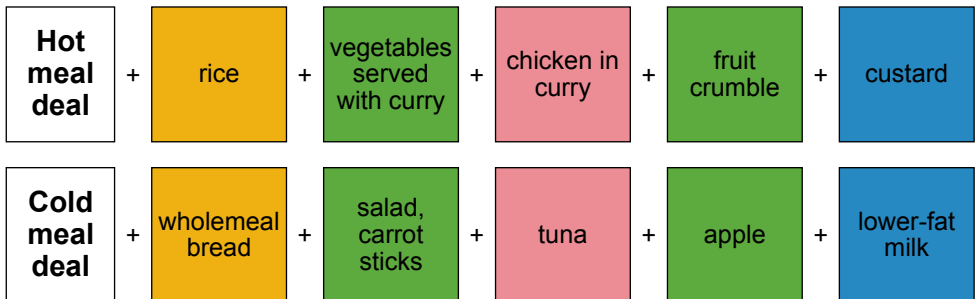 Hot
meal
deal
+
rice
+
vegetables
served
with curry
+
chicken in
curry
+
fruit
crumble
+
custard
Cold
meal
deal
+
wholemeal
bread
+
salad,
carrot
sticks
+
tuna
+
apple
+
lower-fat
milk